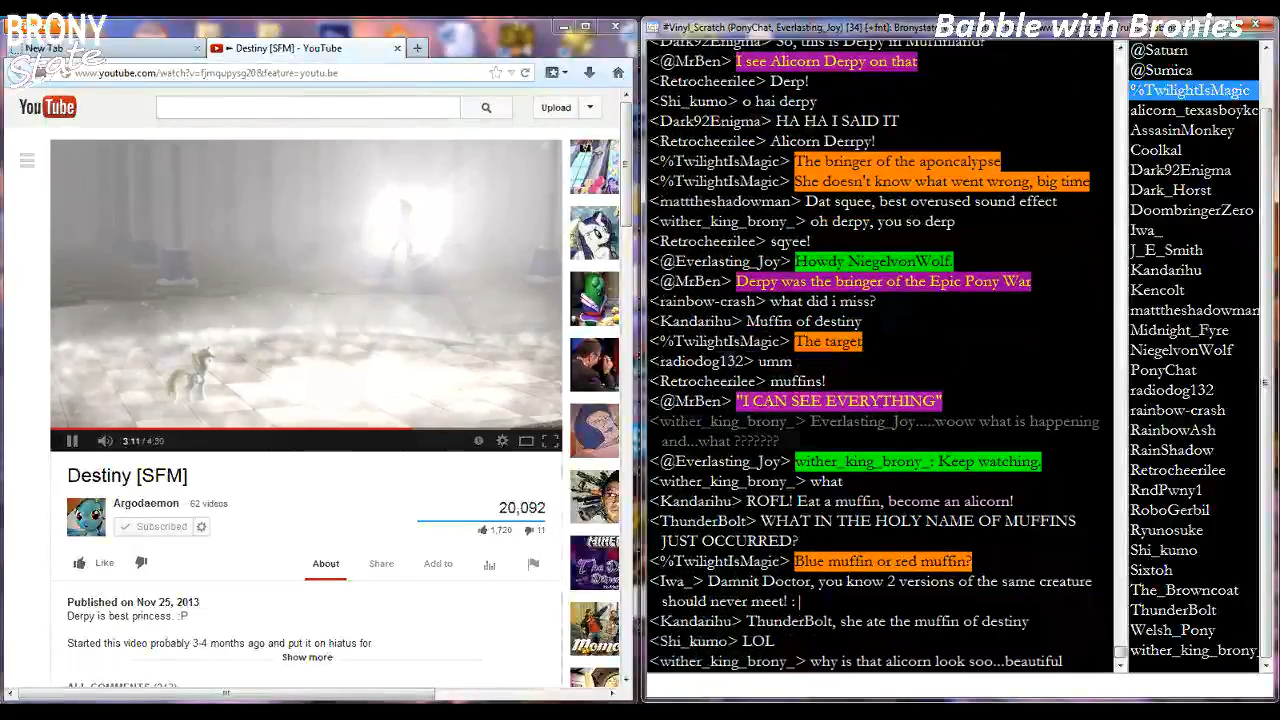 BRONY
State
Babble with Bronies
#Vinyl_Scratch (PonyChat, Everlasting_Joy) [34] [+fnt]: Bronystate
New Tab
Destiny [SFM] - YouTube
www.youtube.com/watch?v=fjmqupysg20&feature=youtu.be
YouTube
Upload
3:11 / 4:39
Destiny [SFM]
Argodaemon 62 videos
Subscribed
20,092
1,720 11
Like
About Share Add to
Published on Nov 25, 2013
Derpy is best princess. :P
Started this video probably 3-4 months ago and put it on hiatus for
Show more
<Dark92Enigma> So, this is Derpy in Muffinland?
<@MrBen> I see Alicorn Derpy on that
<Retrocheerilee> Derp!
<Shi_kumo> o hai derpy
<Dark92Enigma> HA HA I SAID IT
<Retrocheerilee> Alicorn Derrpy!
<%TwilightIsMagic> The bringer of the aponcalypse
<%TwilightIsMagic> She doesn't know what went wrong, big time
<matttheshadowman> Dat squee, best overused sound effect
<wither_king_brony_> oh derpy, you so derp
<Retrocheerilee> sqyee!
<@Everlasting_Joy> Howdy NiegelvonWolf.
<@MrBen> Derpy was the bringer of the Epic Pony War
<rainbow-crash> what did i miss?
<Kandarihu> Muffin of destiny
<%TwilightIsMagic> The target
<radiodog132> umm
<Retrocheerilee> muffins!
<@MrBen> "I CAN SEE EVERYTHING"
<wither_king_brony_> Everlasting_Joy.....woow what is happening
and...what ???????
<@Everlasting_Joy> wither_king_brony_: Keep watching.
<wither_king_brony_> what
<Kandarihu> ROFL! Eat a muffin, become an alicorn!
<ThunderBolt> WHAT IN THE HOLY NAME OF MUFFINS
JUST OCCURRED?
<%TwilightIsMagic> Blue muffin or red muffin?
<Iwa_> Damnit Doctor, you know 2 versions of the same creature
should never meet! : |
<Kandarihu> ThunderBolt, she ate the muffin of destiny
<Shi_kumo> LOL
<wither_king_brony_> why is that alicorn look soo...beautiful
@Saturn
@Sumica
%TwilightIsMagic
alicorn_texasboykc
AssasinMonkey
Coolkal
Dark92Enigma
Dark_Horst
DoombringerZero
Iwa_
J_E_Smith
Kandarihu
Kencolt
matttheshadowman
Midnight_Fyre
NiegelvonWolf
PonyChat
radiodog132
rainbow-crash
RainbowAsh
RainShadow
Retrocheerilee
RndPwny1
RoboGerbil
Ryunosuke
Shi_kumo
Sixtoh
The_Browncoat
ThunderBolt
Welsh_Pony
wither_king_brony_